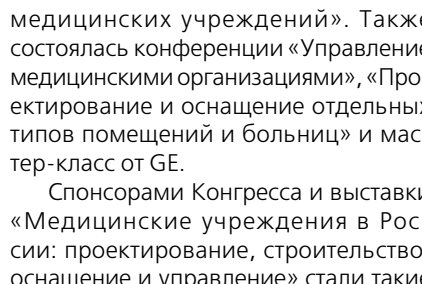 медицинских учреждений». Также
состоялась конференции «Управление
медицинскими организациями», «Про
ектирование и оснащение отдельных
типов помещений и больниц» и мас
тер-класс от GE.
Спонсорами Конгресса и выставки
«Медицинские учреждения в Рос
сии: проектирование, строительство
оснащение и управление» стали такие